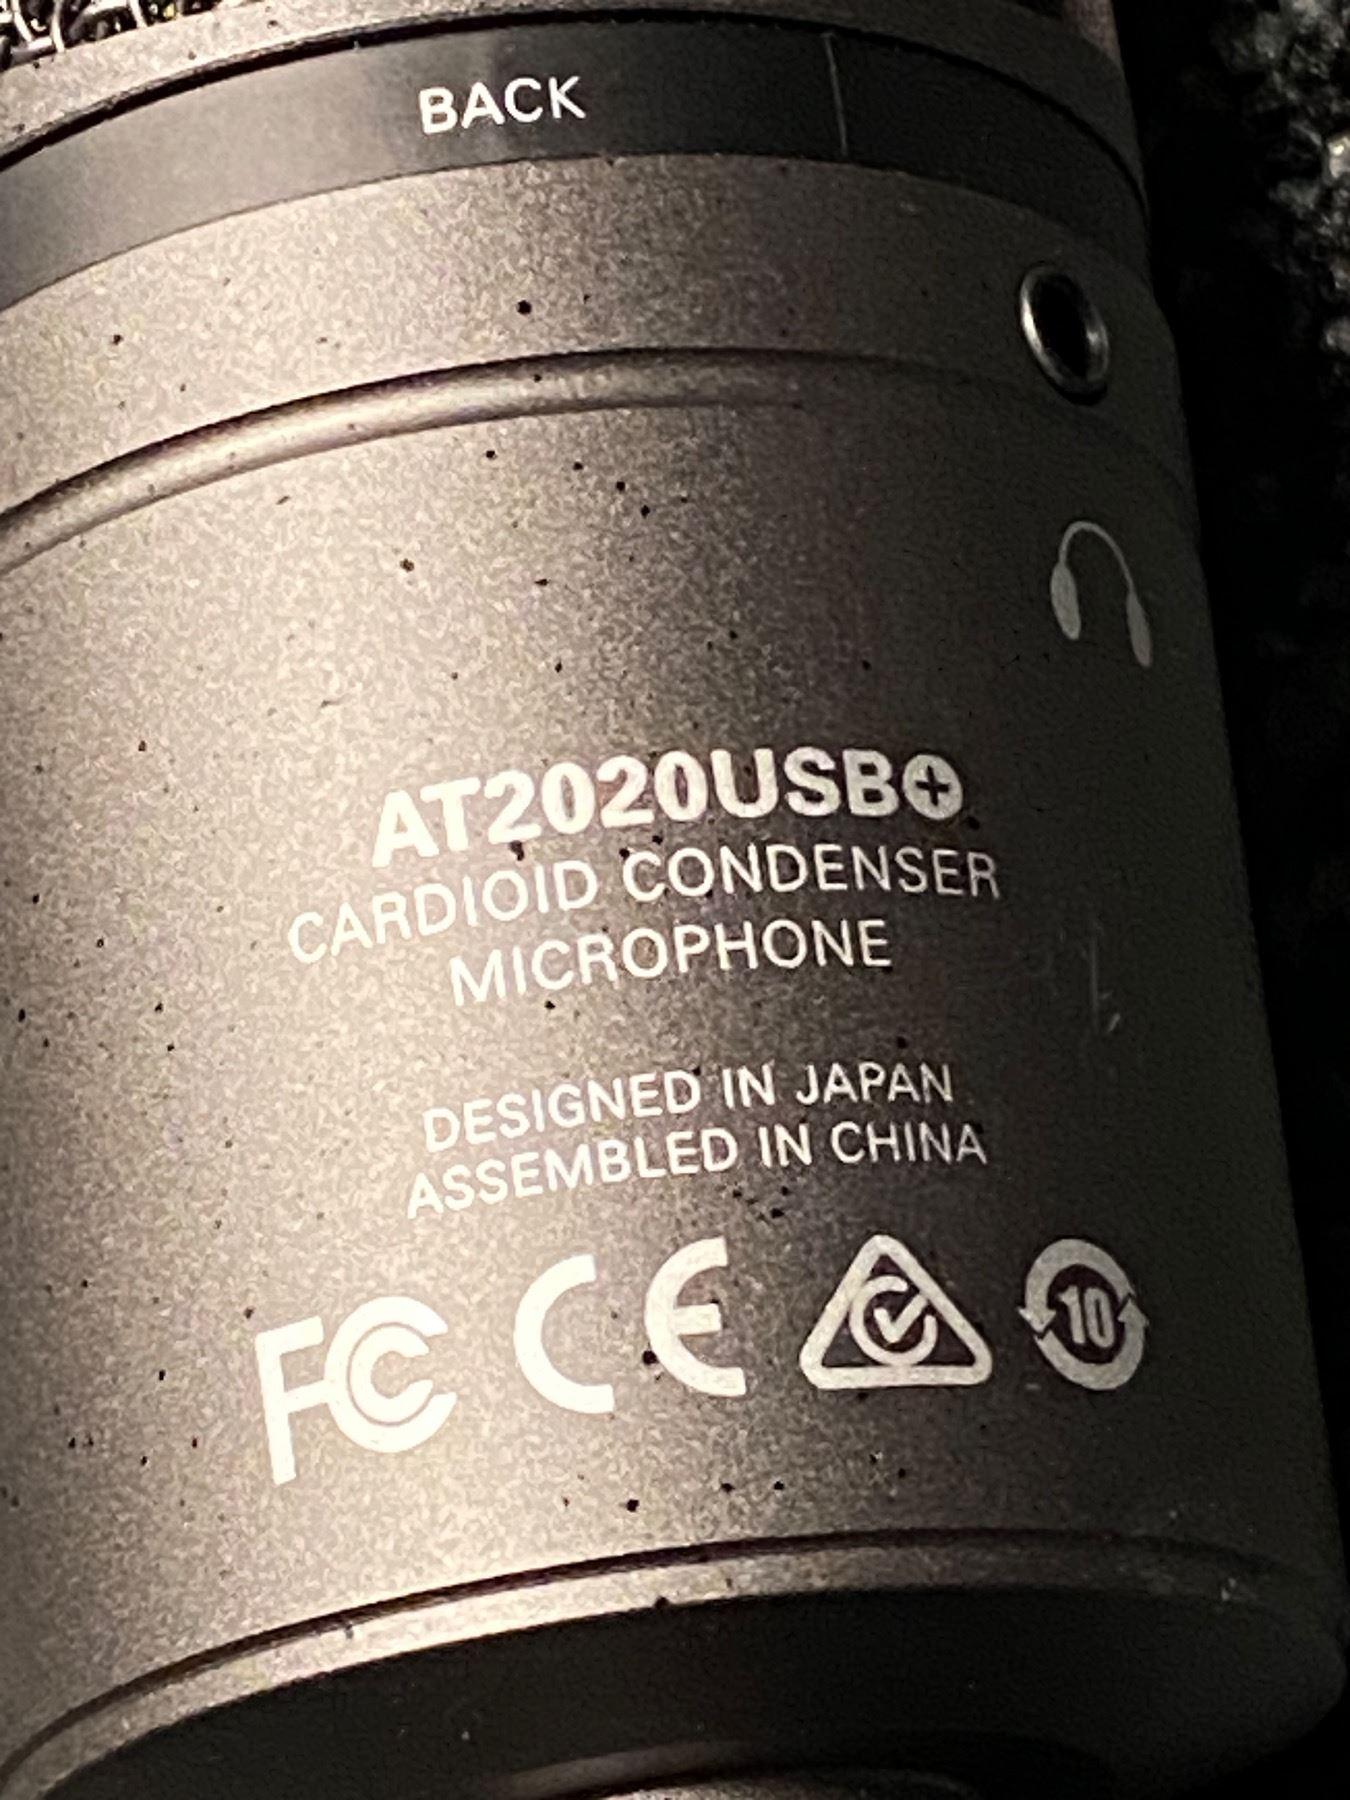 BACK
AT2020USB+
CARDIOID CONDENSER
MICROPHONE
DESIGNED IN JAPAN
ASSEMBLED IN CHINA
FC CE 10